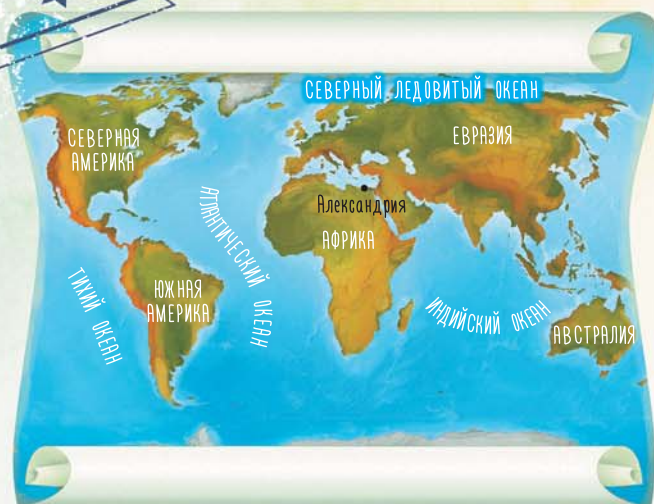 СЕВЕРНЫЙ ЛЕДОВИТЫЙ ОКЕАН
СЕВЕРНАЯ
АМЕРИКА
ЕВРАЗИЯ
Александрия
АТЛАНТИЧЕСКИЙ ОКЕАН
АФРИКА
ТИХИЙ ОКЕАН
ЮЖНАЯ
АМЕРИКА
ИНДИЙСКИЙ ОКЕАН
АВСТРАЛИЯ